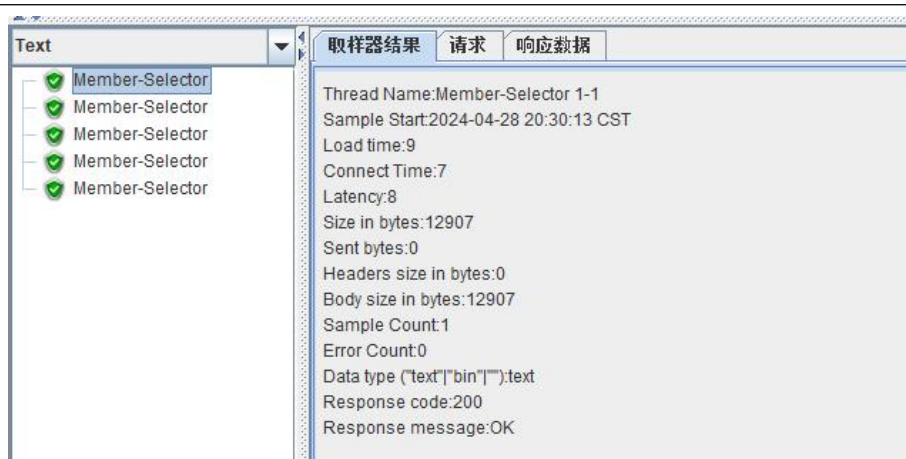 Text
取样器结果 请求 响应数据
Member-Selector
Member-Selector
Member-Selector
Member-Selector
Member-Selector
Thread Name:Member-Selector 1-1
Sample Start:2024-04-28 20:30:13 CST
Load time:9
Connect Time:7
Latency:8
Size in bytes:12907
Sent bytes:0
Headers size in bytes:0
Body size in bytes:12907
Sample Count:1
Error Count:0
Data type ("text"|"bin"|""):text
Response code:200
Response message:OK